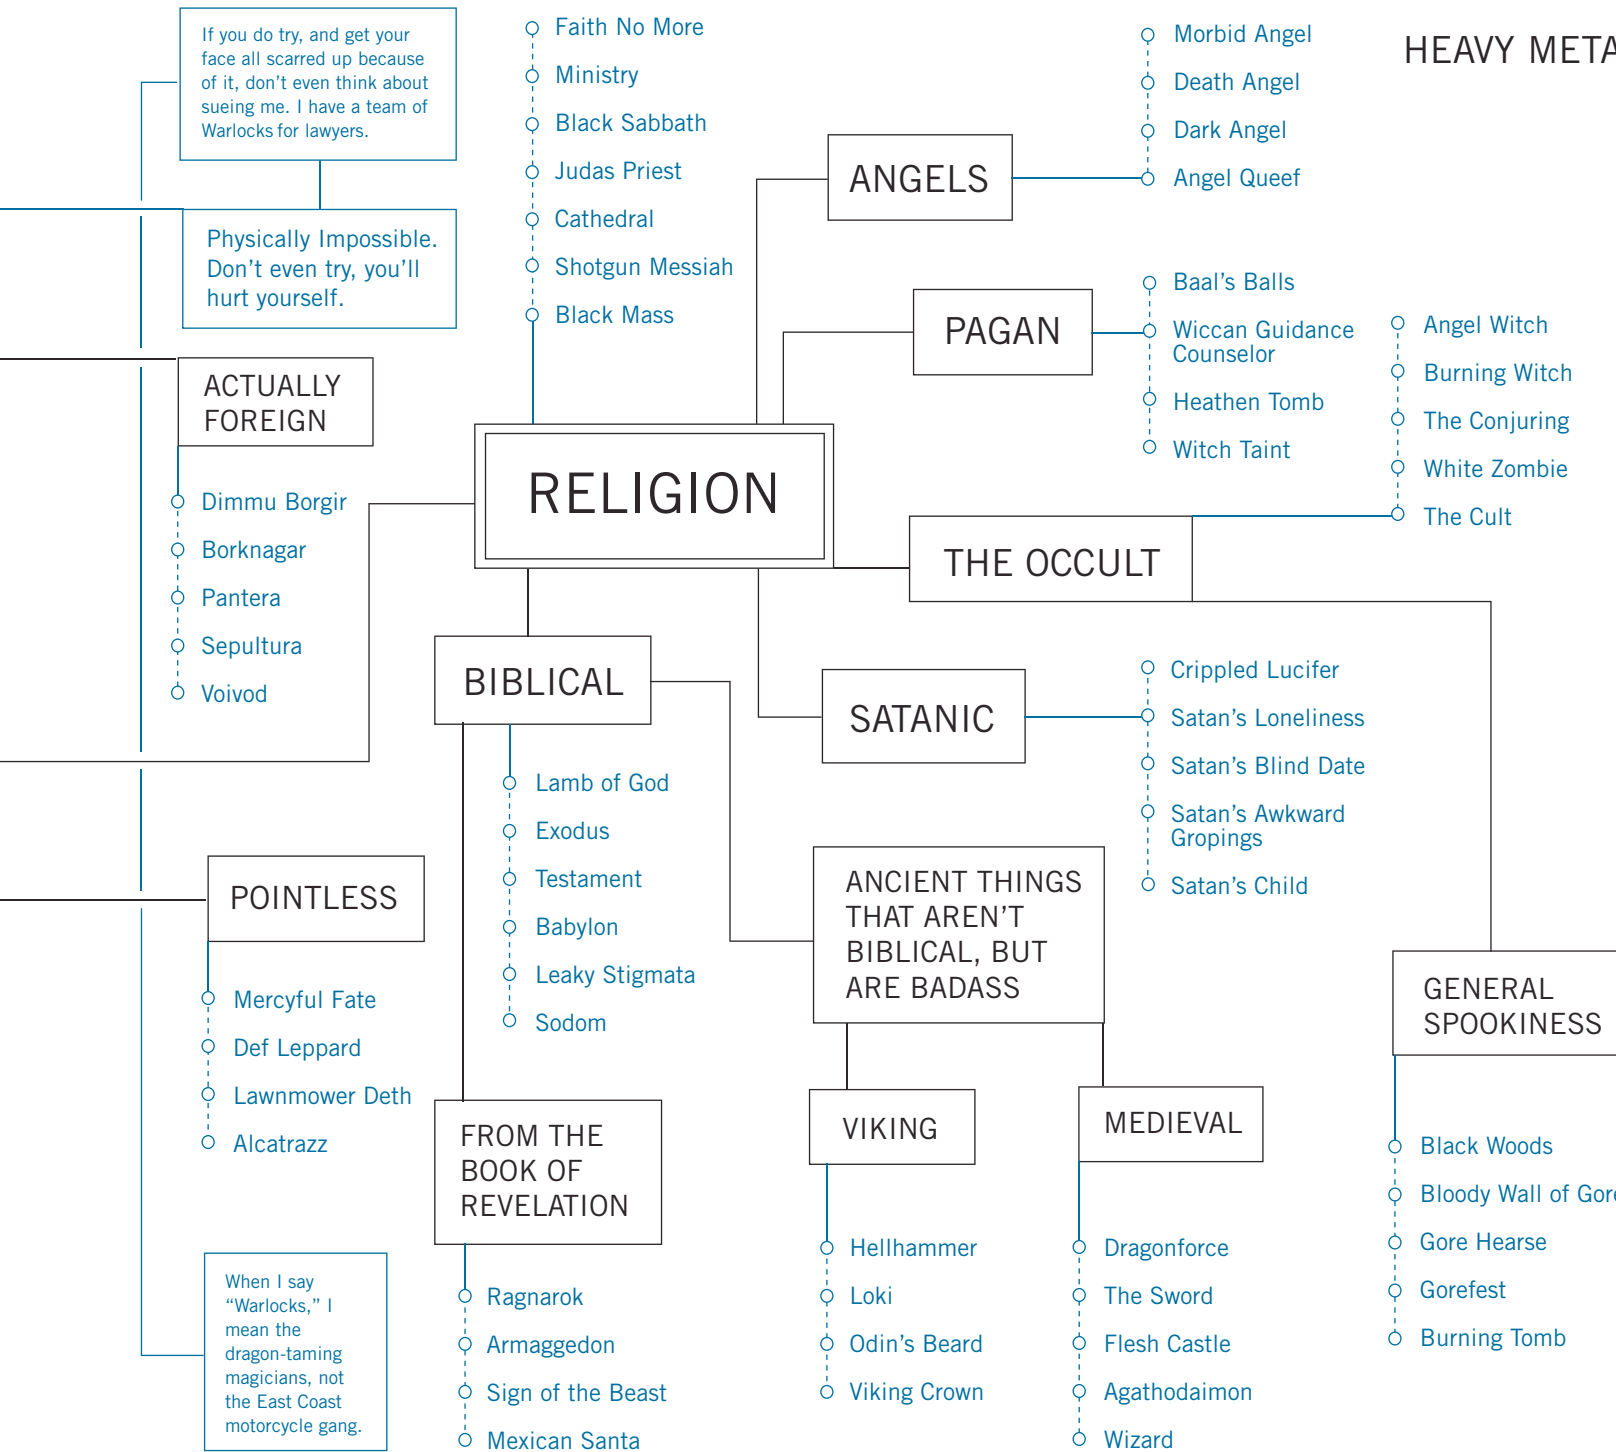 If you do try, and get your
face all scarred up because
of it, don't even think about
sueing me. I have a team of
Warlocks for lawyers.
Physically Impossible.
Don't even try, you'll
hurt yourself.
ACTUALLY
FOREIGN
Dimmu Borgir
Borknagar
Pantera
Sepultura
Voivod
POINTLESS
Mercyful Fate
Def Leppard
Lawnmower Deth
Alcatrazz
When I say
“Warlocks,” I
mean the
dragon-taming
magicians, not
the East Coast
motorcycle gang.
Faith No More
Ministry
Black Sabbath
Judas Priest
Cathedral
Shotgun Messiah
Black Mass
RELIGION
BIBLICAL
Lamb of God
Exodus
Testament
Babylon
Leaky Stigmata
Sodom
FROM THE
BOOK OF
REVELATION
Ragnarok
Armaggedon
Sign of the Beast
Mexican Santa
ANGELS
Morbid Angel
Death Angel
Dark Angel
Angel Queef
HEAVY META
PAGAN
Baal's Balls
Wiccan Guidance
Counselor
Heathen Tomb
Witch Taint
THE OCCULT
Angel Witch
Burning Witch
The Conjuring
White Zombie
The Cult
SATANIC
Crippled Lucifer
Satan's Loneliness
Satan's Blind Date
Satan's Awkward
Gropings
Satan's Child
ANCIENT THINGS
THAT AREN'T
BIBLICAL, BUT
ARE BADASS
VIKING
Hellhammer
Loki
Odin's Beard
Viking Crown
MEDIEVAL
Dragonforce
The Sword
Flesh Castle
Agathodaimon
Wizard
GENERAL
SPOOKINESS
Black Woods
Bloody Wall of Gore
Gore Hearse
Gorefest
Burning Tomb